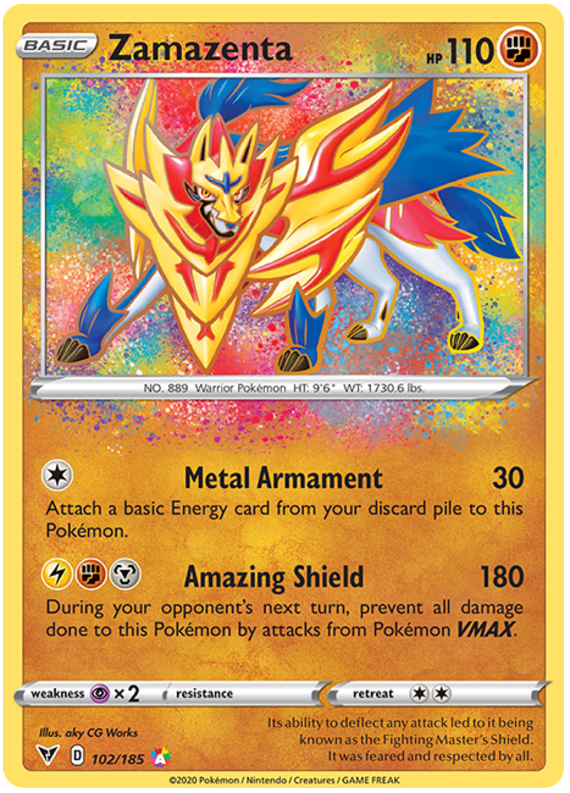 BASIC Zamazenta HP 110
NO. 889 Warrior Pokémon HT: 9'6" WT: 1730.6 lbs.
Metal Armament 30
Attach a basic Energy card from your discard pile to this
Pokémon.
Amazing Shield 180
During your opponent's next turn, prevent all damage
done to this Pokémon by attacks from Pokémon VMAX.
weakness ×2 resistance retreat
Illus. aky CG Works
D 102/185 A
Its ability to deflect any attack led to it being
known as the Fighting Master's Shield.
It was feared and respected by all.
©2020 Pokémon / Nintendo / Creatures / GAME FREAK